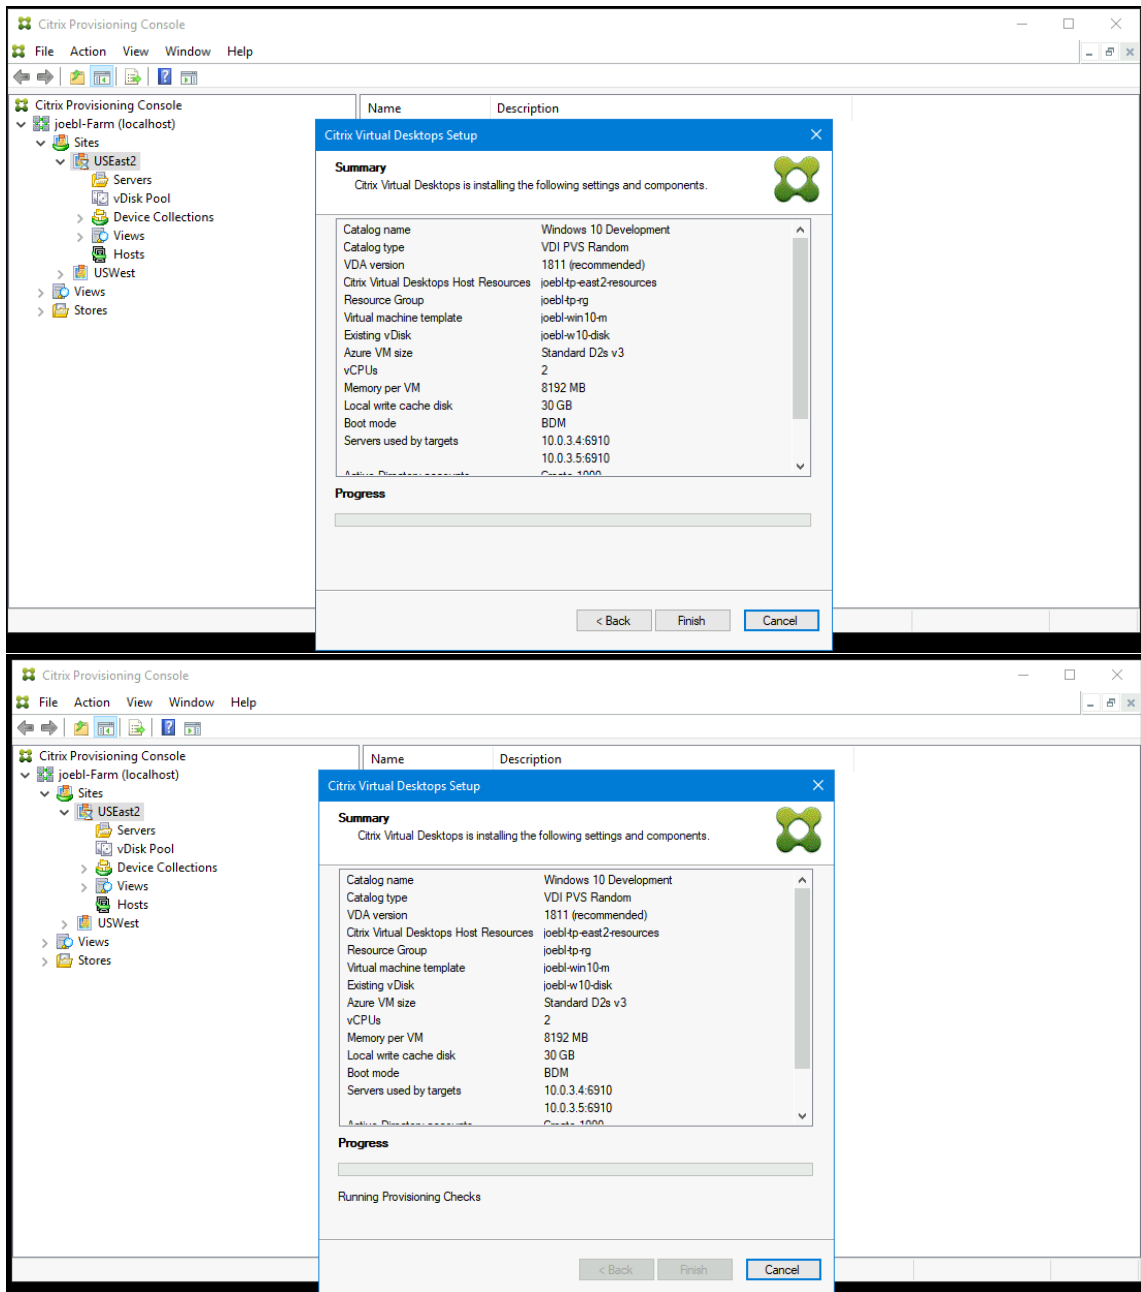 Citrix Provisioning Console
File Action View Window Help
Citrix Provisioning Console
joebl-Farm (localhost)
Sites
USEast2
Servers
vDisk Pool
Device Collections
Views
Hosts
USWest
Views
Stores
Name Description
Citrix Virtual Desktops Setup
Summary
Citrix Virtual Desktops is installing the following settings and components.
Catalog name Windows 10 Development
Catalog type VDI PVS Random
VDA version 1811 (recommended)
Citrix Virtual Desktops Host Resources joebl-tp-east2-resources
Resource Group joebl-tp-rg
Virtual machine template joebl-win10-m
Existing vDisk joebl-w10-disk
Azure VM size Standard D2s v3
vCPUs 2
Memory per VM 8192 MB
Local write cache disk 30 GB
Boot mode BDM
Servers used by targets 10.0.3.4:6910
10.0.3.5:6910
Active Directory accounts Create 1000
Progress
< Back Finish Cancel
Citrix Provisioning Console
File Action View Window Help
Citrix Provisioning Console
joebl-Farm (localhost)
Sites
USEast2
Servers
vDisk Pool
Device Collections
Views
Hosts
USWest
Views
Stores
Name Description
Citrix Virtual Desktops Setup
Summary
Citrix Virtual Desktops is installing the following settings and components.
Catalog name Windows 10 Development
Catalog type VDI PVS Random
VDA version 1811 (recommended)
Citrix Virtual Desktops Host Resources joebl-tp-east2-resources
Resource Group joebl-tp-rg
Virtual machine template joebl-win10-m
Existing vDisk joebl-w10-disk
Azure VM size Standard D2s v3
vCPUs 2
Memory per VM 8192 MB
Local write cache disk 30 GB
Boot mode BDM
Servers used by targets 10.0.3.4:6910
10.0.3.5:6910
Active Directory accounts Create 1000
Progress
Running Provisioning Checks
< Back Finish Cancel